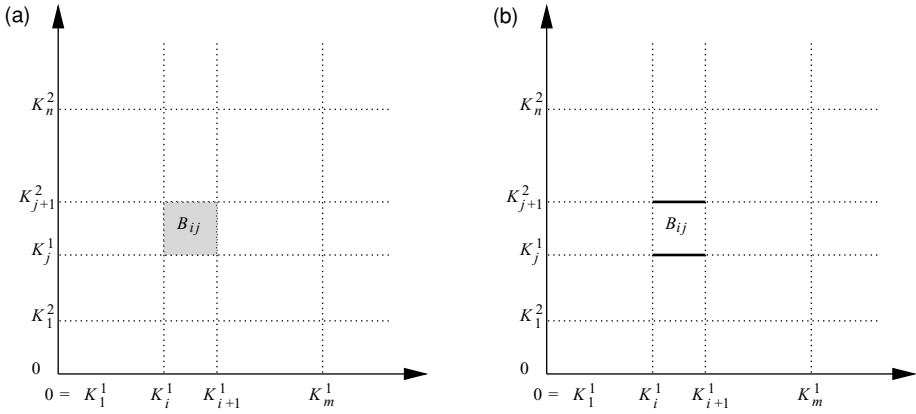 (a)
K_n^2
K_{j+1}^2
B_{ij}
K_j^1
K_1^2
0
0 = K_1^1 K_i^1 K_{i+1}^1 K_m^1
(b)
K_n^2
K_{j+1}^2
B_{ij}
K_j^1
K_1^2
0
0 = K_1^1 K_i^1 K_{i+1}^1 K_m^1